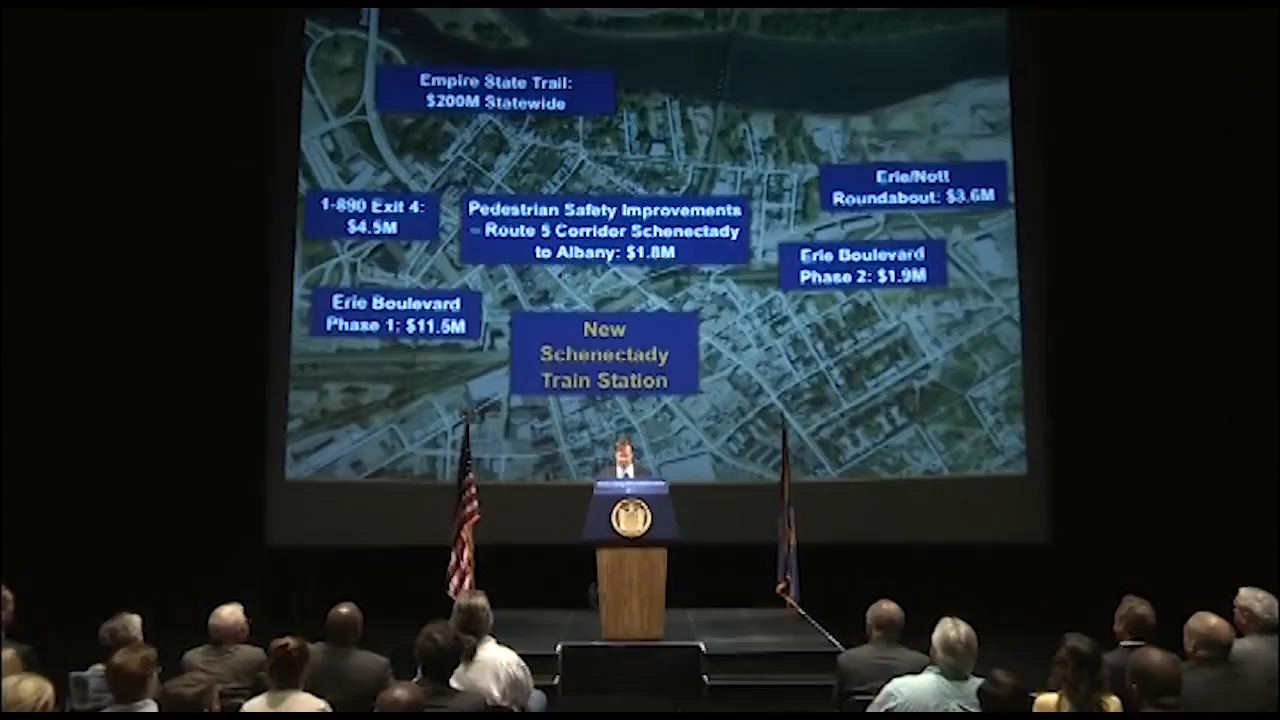 Empire State Trail:
$200M Statewide
Erie/Nott
Roundabout: $3.6M
1-890 Exit 4:
$4.5M
Pedestrian Safety Improvements
– Route 5 Corridor Schenectady
to Albany: $1.8M
Erie Boulevard
Phase 2: $1.9M
Erie Boulevard
Phase 1: $11.5M
New
Schenectady
Train Station